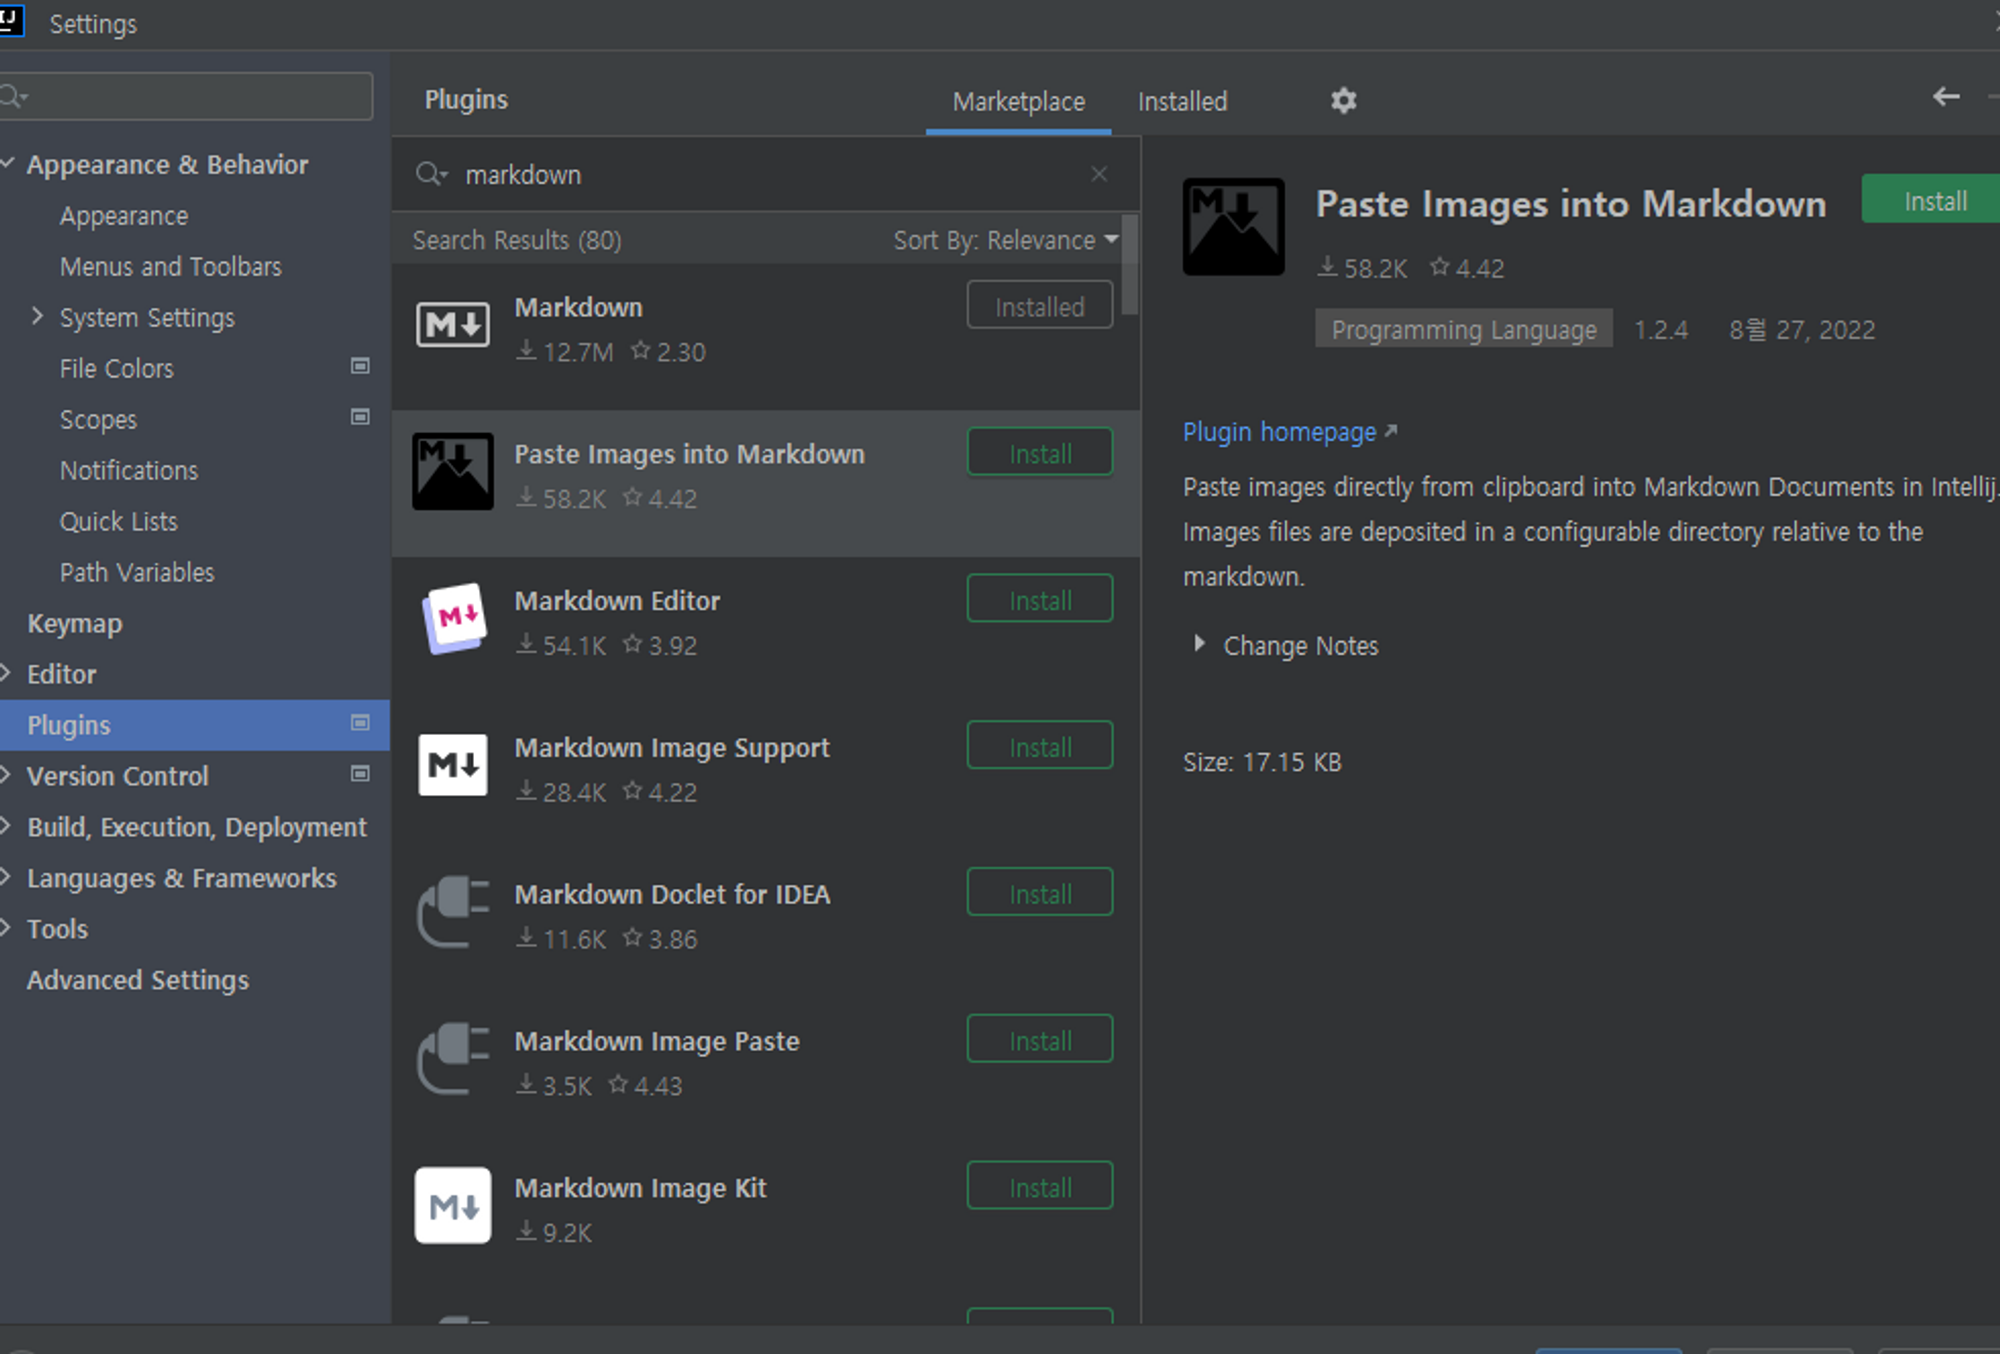 IJ Settings
Appearance & Behavior
Appearance
Menus and Toolbars
System Settings
File Colors
Scopes
Notifications
Quick Lists
Path Variables
Keymap
Editor
Plugins
Version Control
Build, Execution, Deployment
Languages & Frameworks
Tools
Advanced Settings
Plugins Marketplace Installed
markdown
Search Results (80) Sort By: Relevance
Markdown Installed
12.7M 2.30
Paste Images into Markdown Install
58.2K 4.42
Markdown Editor Install
54.1K 3.92
Markdown Image Support Install
28.4K 4.22
Markdown Doclet for IDEA Install
11.6K 3.86
Markdown Image Paste Install
3.5K 4.43
Markdown Image Kit Install
9.2K
Paste Images into Markdown Install
58.2K 4.42
Programming Language 1.2.4 8월 27, 2022
Plugin homepage
Paste images directly from clipboard into Markdown Documents in Intellij.
Images files are deposited in a configurable directory relative to the
markdown.
Change Notes
Size: 17.15 KB